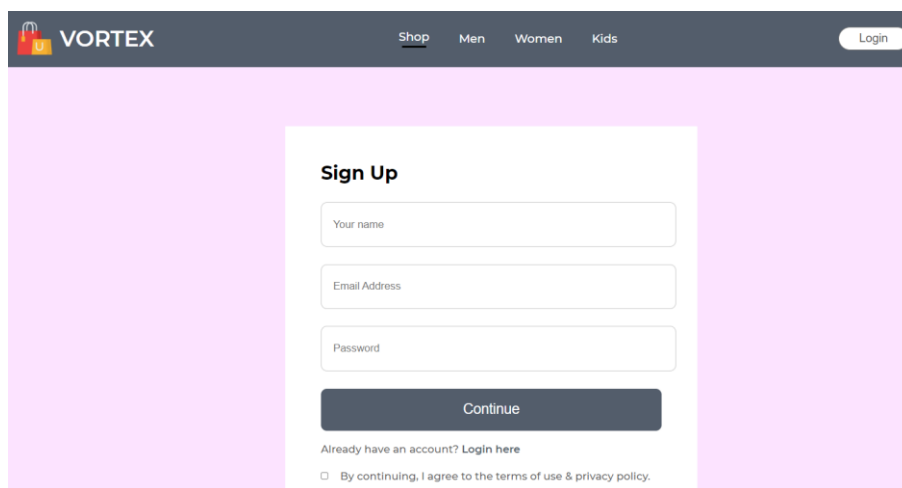 U VORTEX Shop Men Women Kids Login
Sign Up
Your name
Email Address
Password
Continue
Already have an account? Login here
By continuing, I agree to the terms of use & privacy policy.